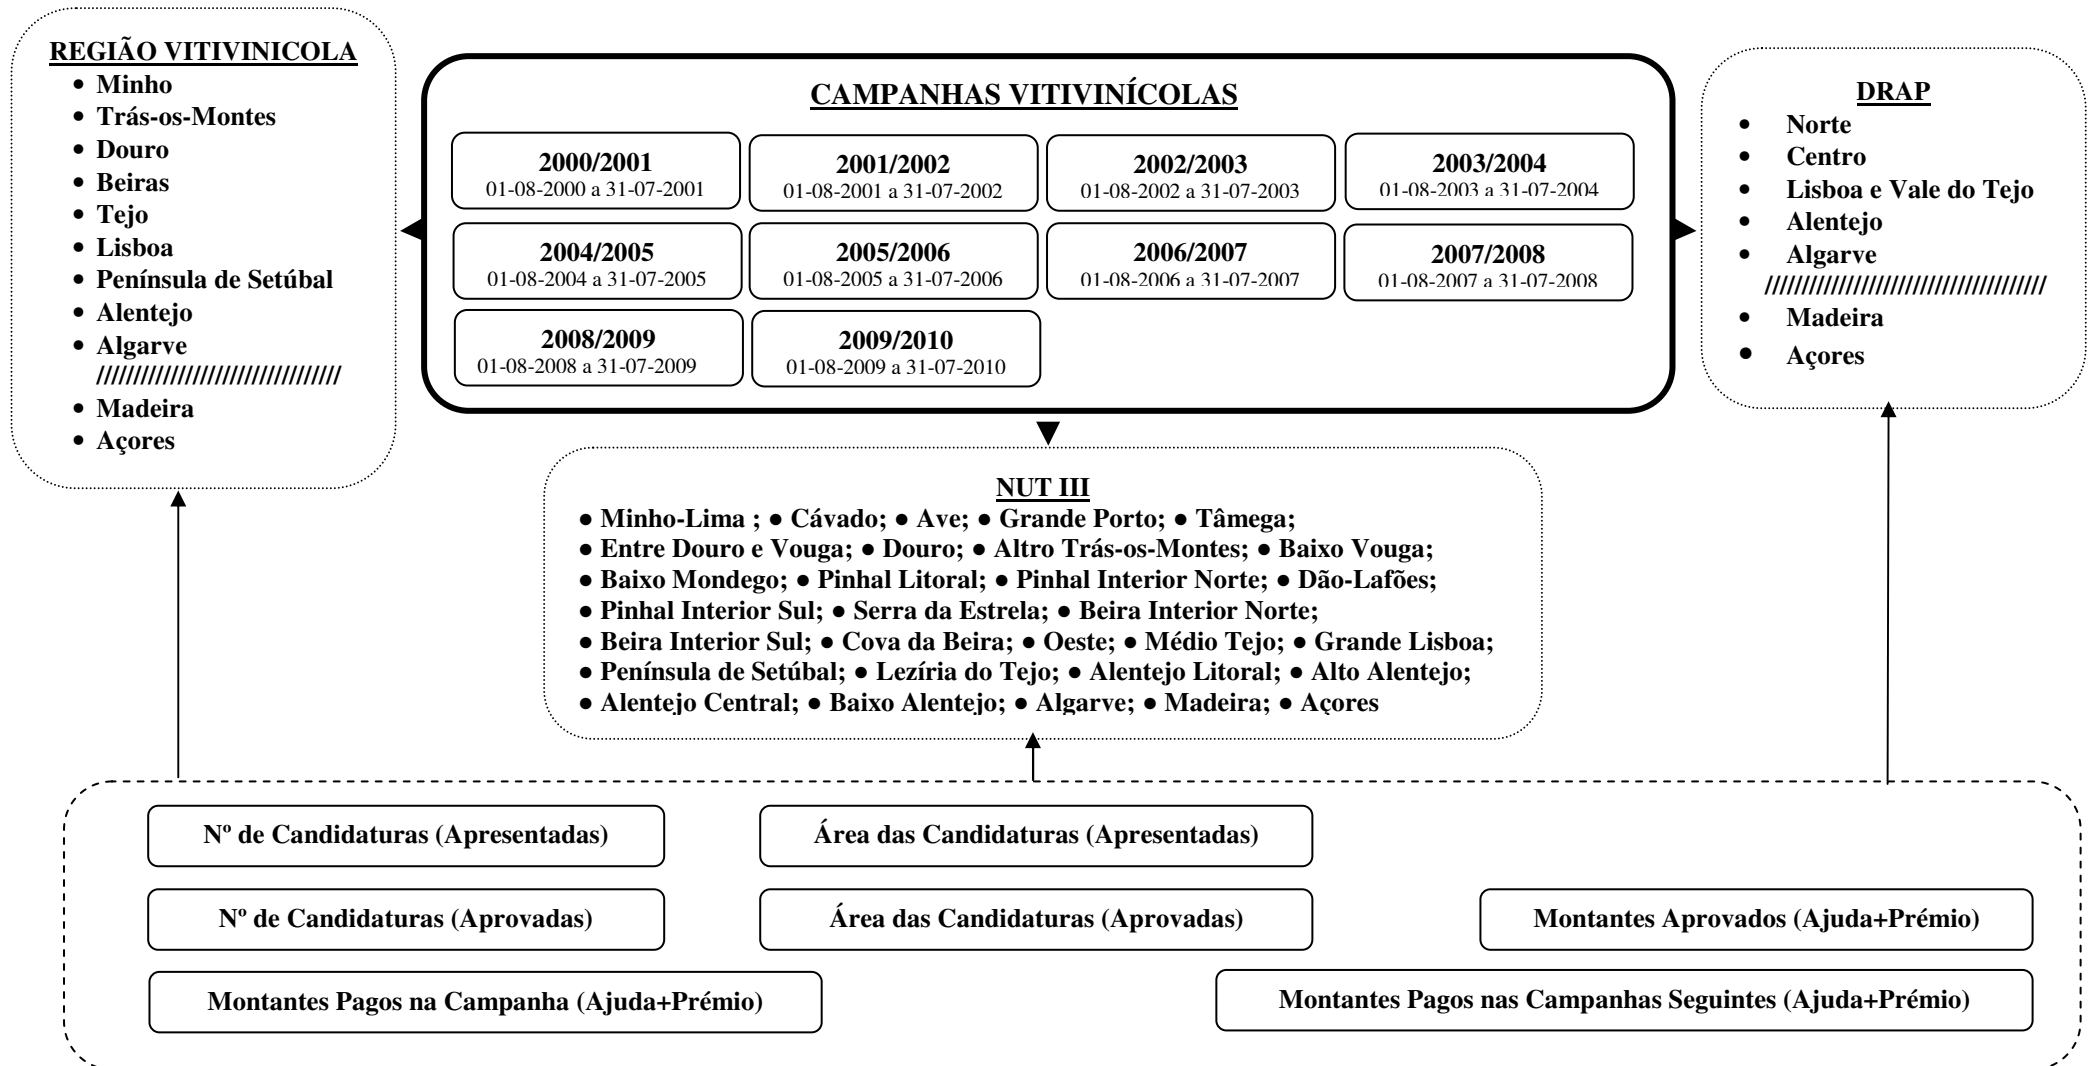 REGIÃO VITIVINICOLA
● Minho
● Trás-os-Montes
● Douro
● Beiras
● Tejo
● Lisboa
● Península de Setúbal
● Alentejo
● Algarve
/////////////////////////////////
● Madeira
● Açores
CAMPANHAS VITIVINÍCOLAS
2000/2001
01-08-2000 a 31-07-2001
2001/2002
01-08-2001 a 31-07-2002
2002/2003
01-08-2002 a 31-07-2003
2003/2004
01-08-2003 a 31-07-2004
2004/2005
01-08-2004 a 31-07-2005
2005/2006
01-08-2005 a 31-07-2006
2006/2007
01-08-2006 a 31-07-2007
2007/2008
01-08-2007 a 31-07-2008
2008/2009
01-08-2008 a 31-07-2009
2009/2010
01-08-2009 a 31-07-2010
DRAP
● Norte
● Centro
● Lisboa e Vale do Tejo
● Alentejo
● Algarve
//////////////////////////////////////
● Madeira
● Açores
NUT III
● Minho-Lima ; ● Cávado; ● Ave; ● Grande Porto; ● Tâmega;
● Entre Douro e Vouga; ● Douro; ● Altro Trás-os-Montes; ● Baixo Vouga;
● Baixo Mondego; ● Pinhal Litoral; ● Pinhal Interior Norte; ● Dão-Lafões;
● Pinhal Interior Sul; ● Serra da Estrela; ● Beira Interior Norte;
● Beira Interior Sul; ● Cova da Beira; ● Oeste; ● Médio Tejo; ● Grande Lisboa;
● Península de Setúbal; ● Lezíria do Tejo; ● Alentejo Litoral; ● Alto Alentejo;
● Alentejo Central; ● Baixo Alentejo; ● Algarve; ● Madeira; ● Açores
Nº de Candidaturas (Apresentadas)
Área das Candidaturas (Apresentadas)
Nº de Candidaturas (Aprovadas)
Área das Candidaturas (Aprovadas)
Montantes Aprovados (Ajuda+Prémio)
Montantes Pagos na Campanha (Ajuda+Prémio)
Montantes Pagos nas Campanhas Seguintes (Ajuda+Prémio)